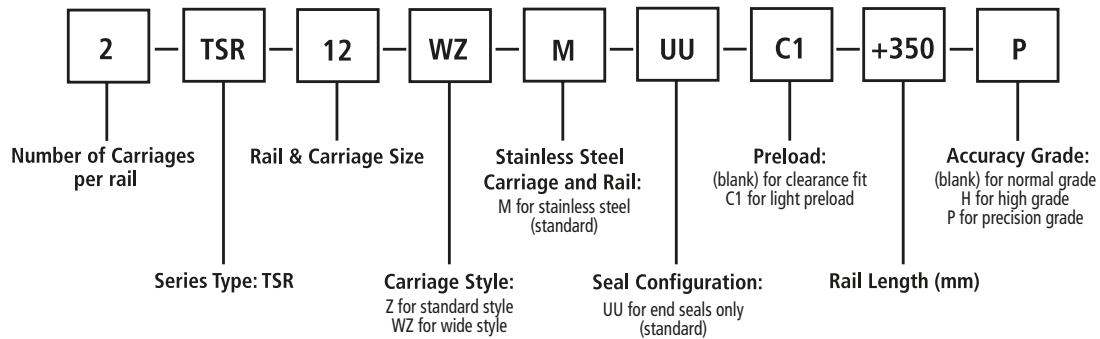 2 – TSR – 12 – WZ – M – UU – C1 – +350 – P
Number of Carriages
per rail
Rail & Carriage Size
Stainless Steel
Carriage and Rail:
M for stainless steel
(standard)
Preload:
(blank) for clearance fit
C1 for light preload
Accuracy Grade:
(blank) for normal grade
H for high grade
P for precision grade
Series Type: TSR
Carriage Style:
Z for standard style
WZ for wide style
Seal Configuration:
UU for end seals only
(standard)
Rail Length (mm)